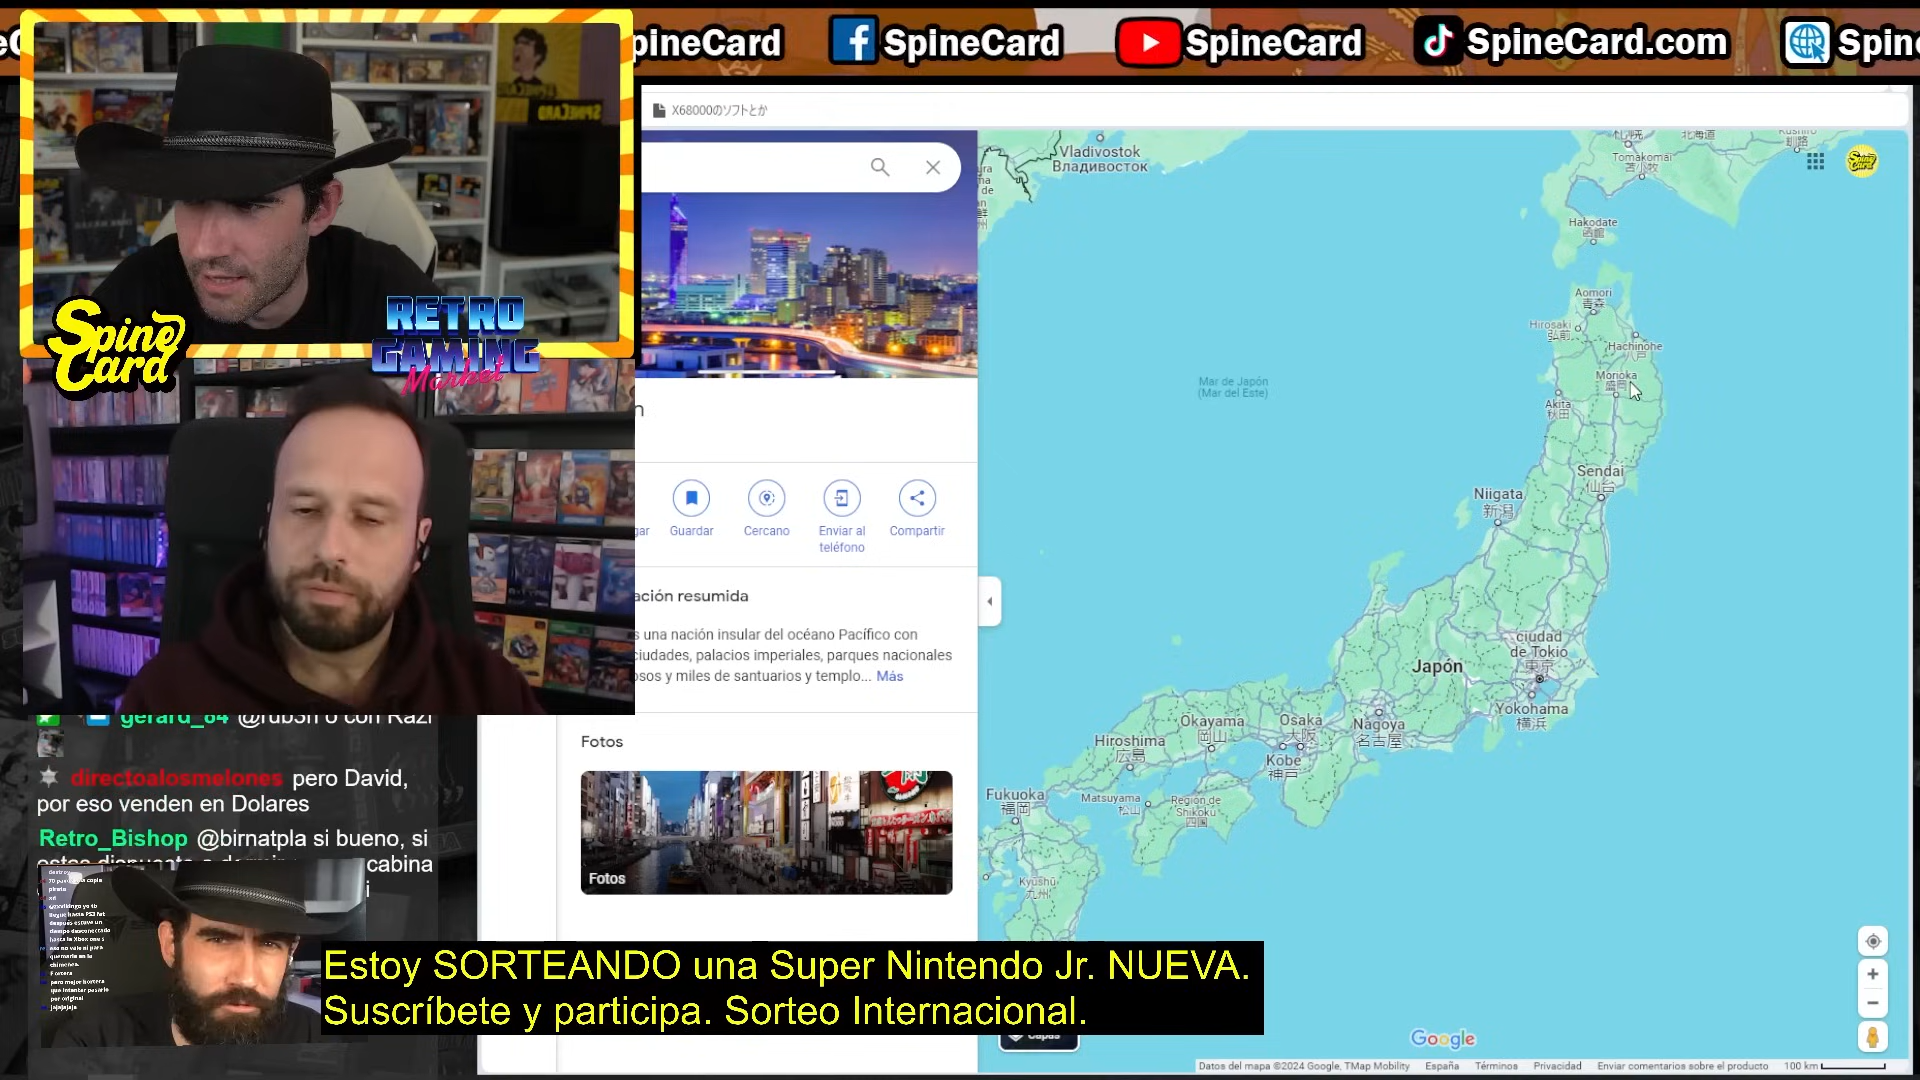 pineCard
SpineCard
SpineCard
SpineCard.com
Spin
X68000のソフトとか
Spine
Card
RETRO
GAMING
Market
Guardar
Cercano
Enviar al
teléfono
Compartir
ación resumida
s una nación insular del océano Pacífico con
ciudades, palacios imperiales, parques nacionales
osos y miles de santuarios y templo... Más
Fotos
Fotos
Vladivostok
Владивосток
Tomakomai
苫小牧
Hakodate
函館
Aomori
青森
Hirosaki
弘前
Hachinohe
八戸
Morioka
Akita
秋田
Mar de Japón
(Mar del Este)
Sendai
仙台
Niigata
新潟
ciudad
de Tokio
東京
Japón
Yokohama
横浜
Nagoya
名古屋
Osaka
大阪
Kōbe
神戸
Okayama
岡山
Hiroshima
広島
Matsuyama
松山
Región de
Shikoku
四国
Fukuoka
福岡
Kyūshū
九州
gerard_84 @rub3n o con Razi
directoalosmelones pero David,
por eso venden en Dolares
Retro_Bishop @birnatpla si bueno, si
cabina
Estoy SORTEANDO una Super Nintendo Jr. NUEVA.
Suscríbete y participa. Sorteo Internacional.
Capas
Google
Datos del mapa ©2024 Google, TMap Mobility España Términos Privacidad Enviar comentarios sobre el producto 100 km